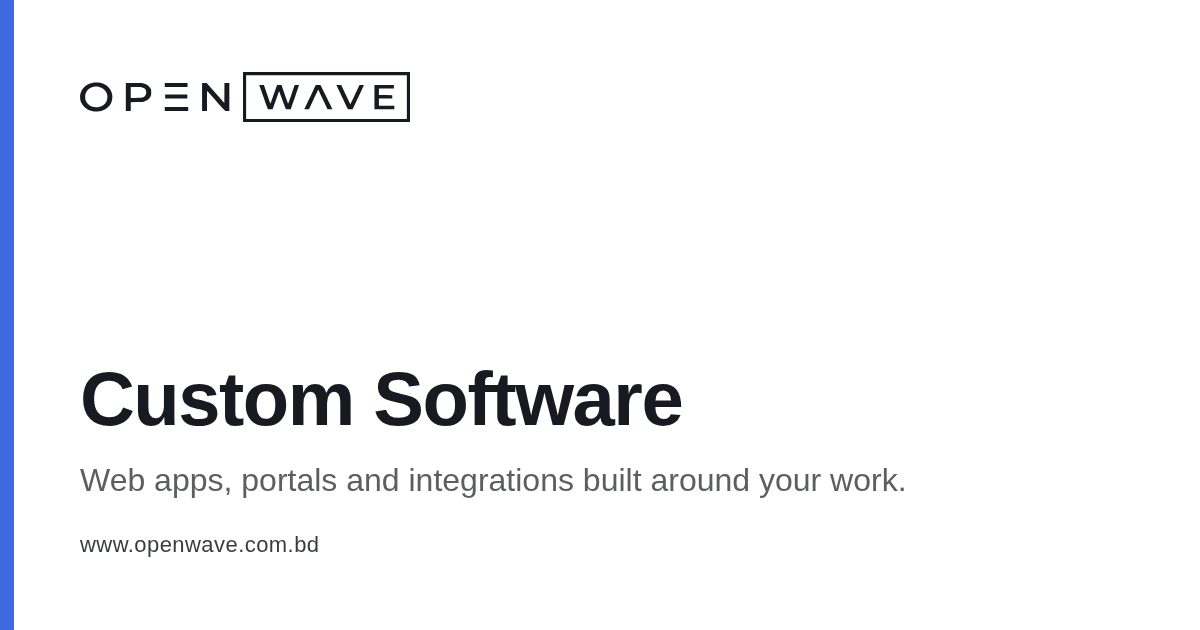 OPEN WAVE
Custom Software
Web apps, portals and integrations built around your work.
www.openwave.com.bd